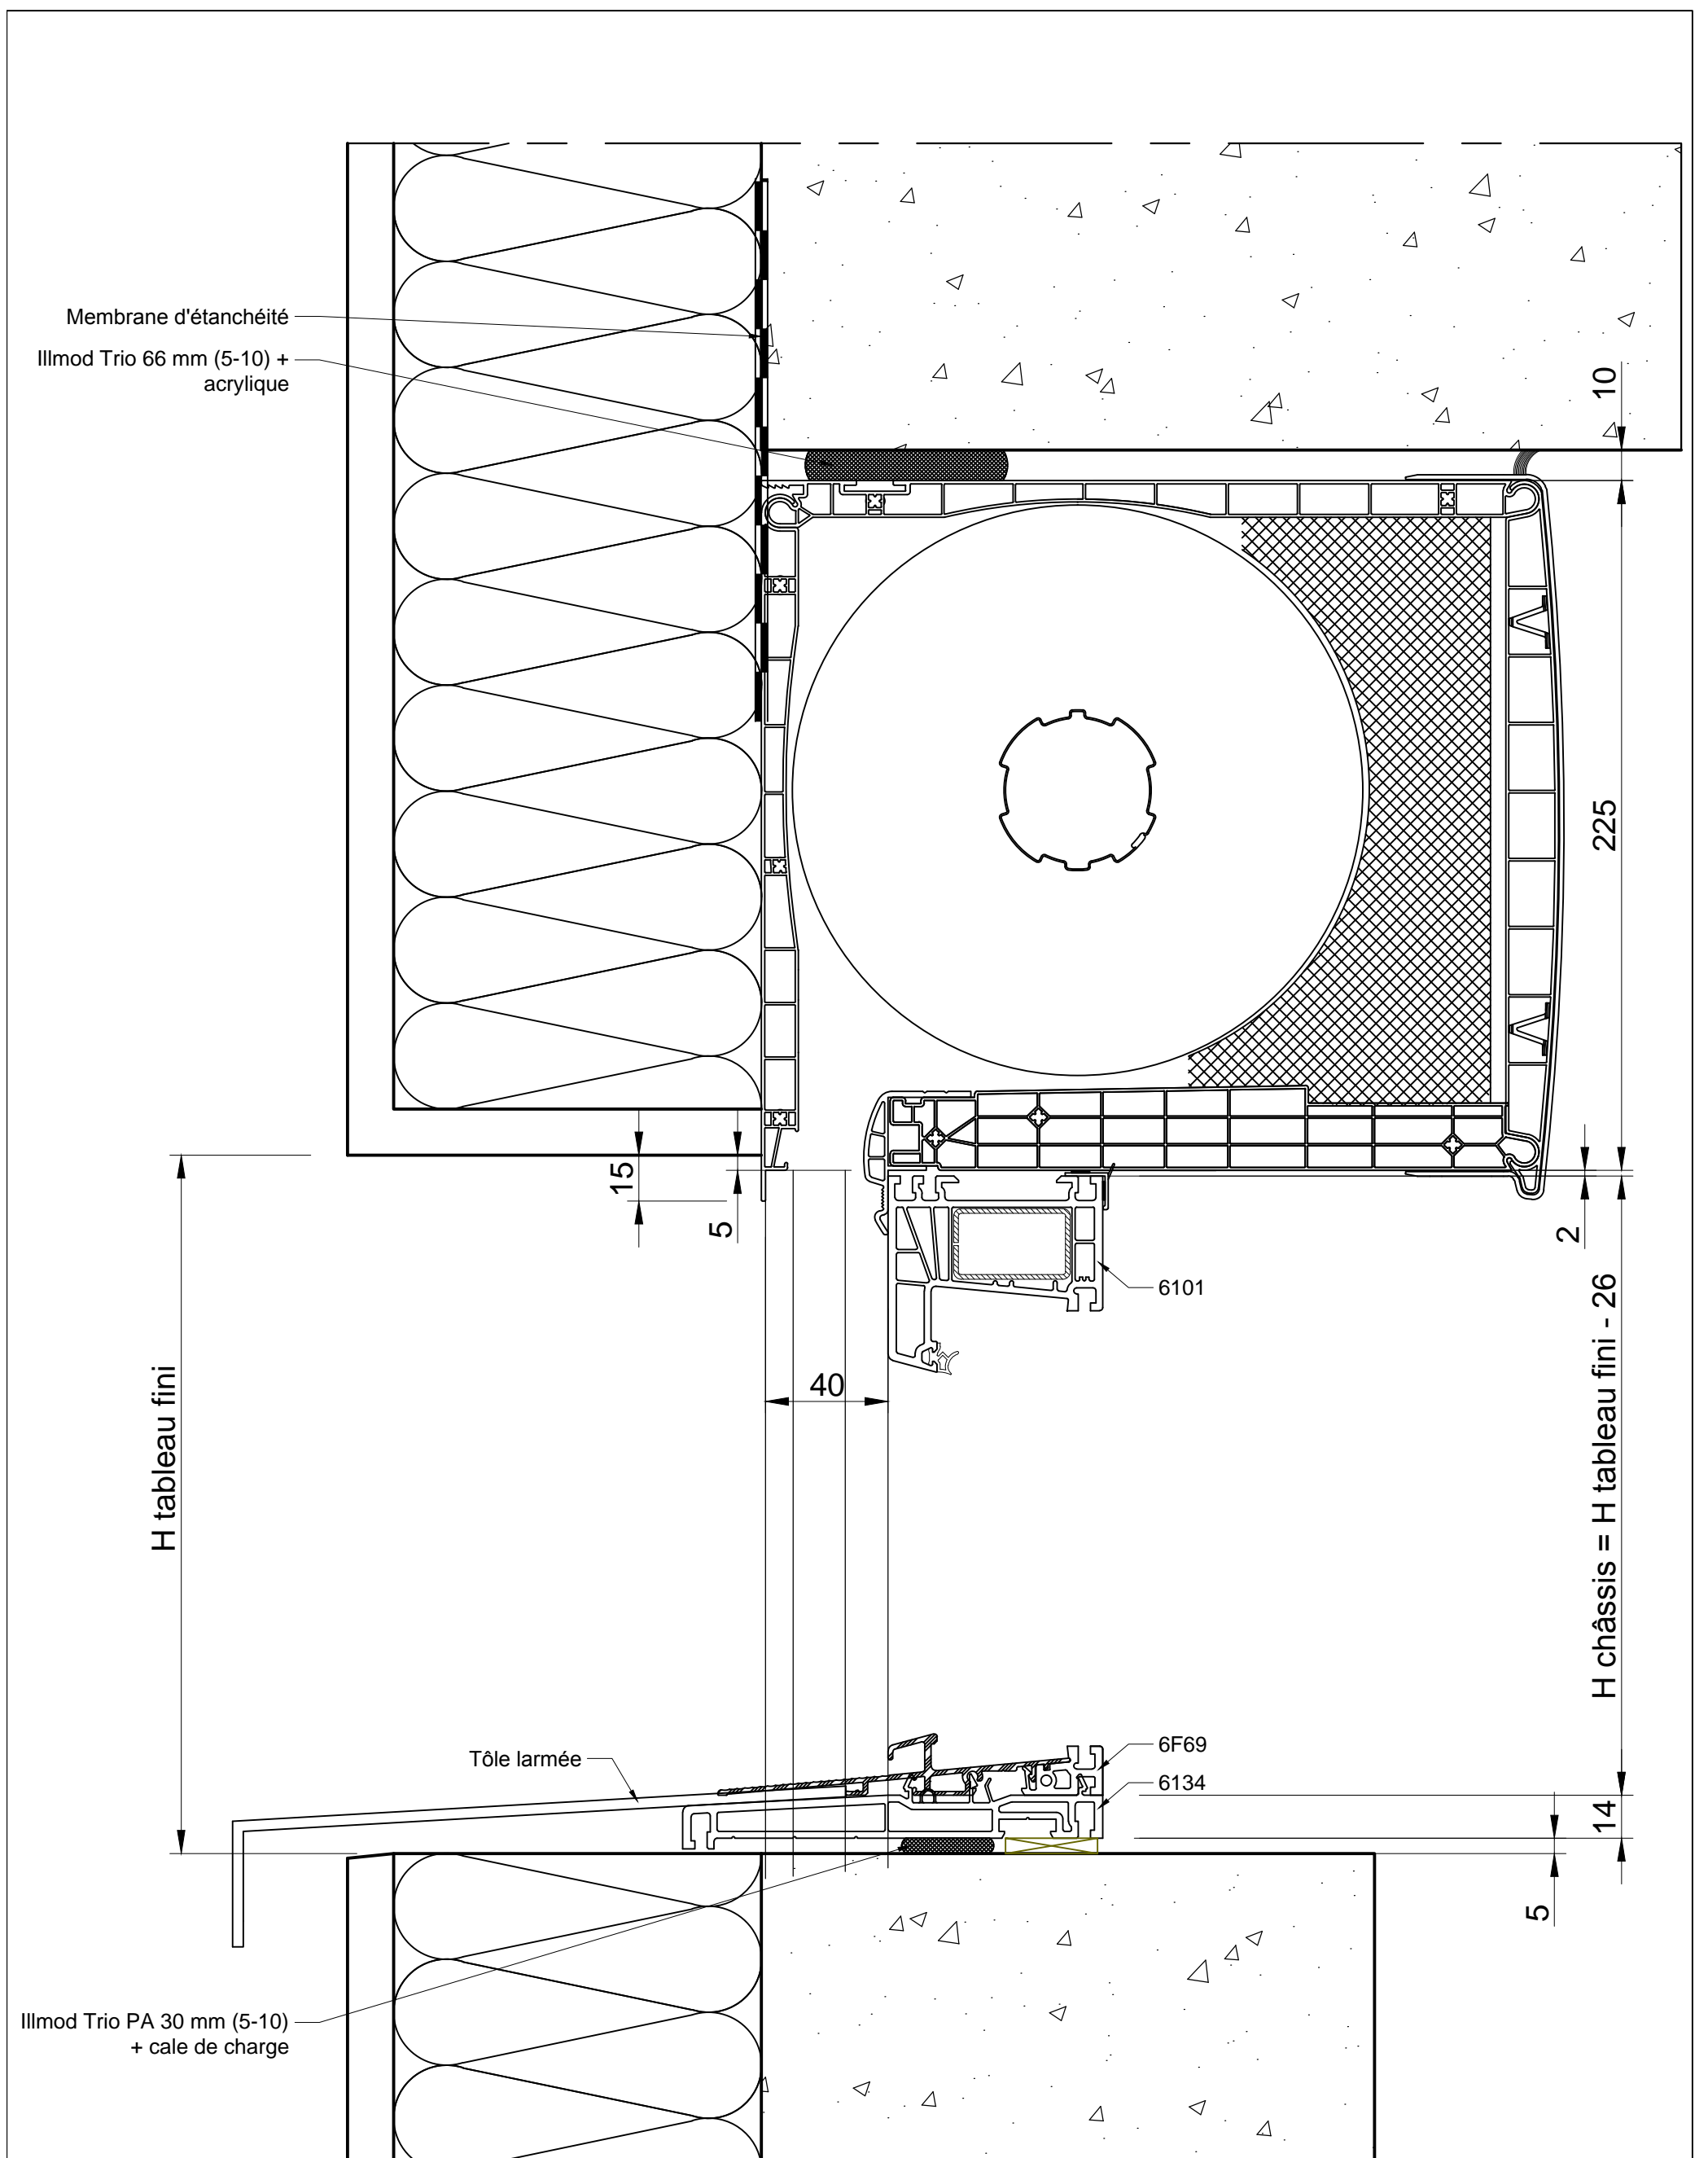 Membrane d'étanchéité
Illmod Trio 66 mm (5-10) +
acrylique
10
225
15
5
2
6101
H tableau fini
40
H châssis = H tableau fini - 26
Tôle larmée
6F69
6134
14
5
Illmod Trio PA 30 mm (5-10)
+ cale de charge